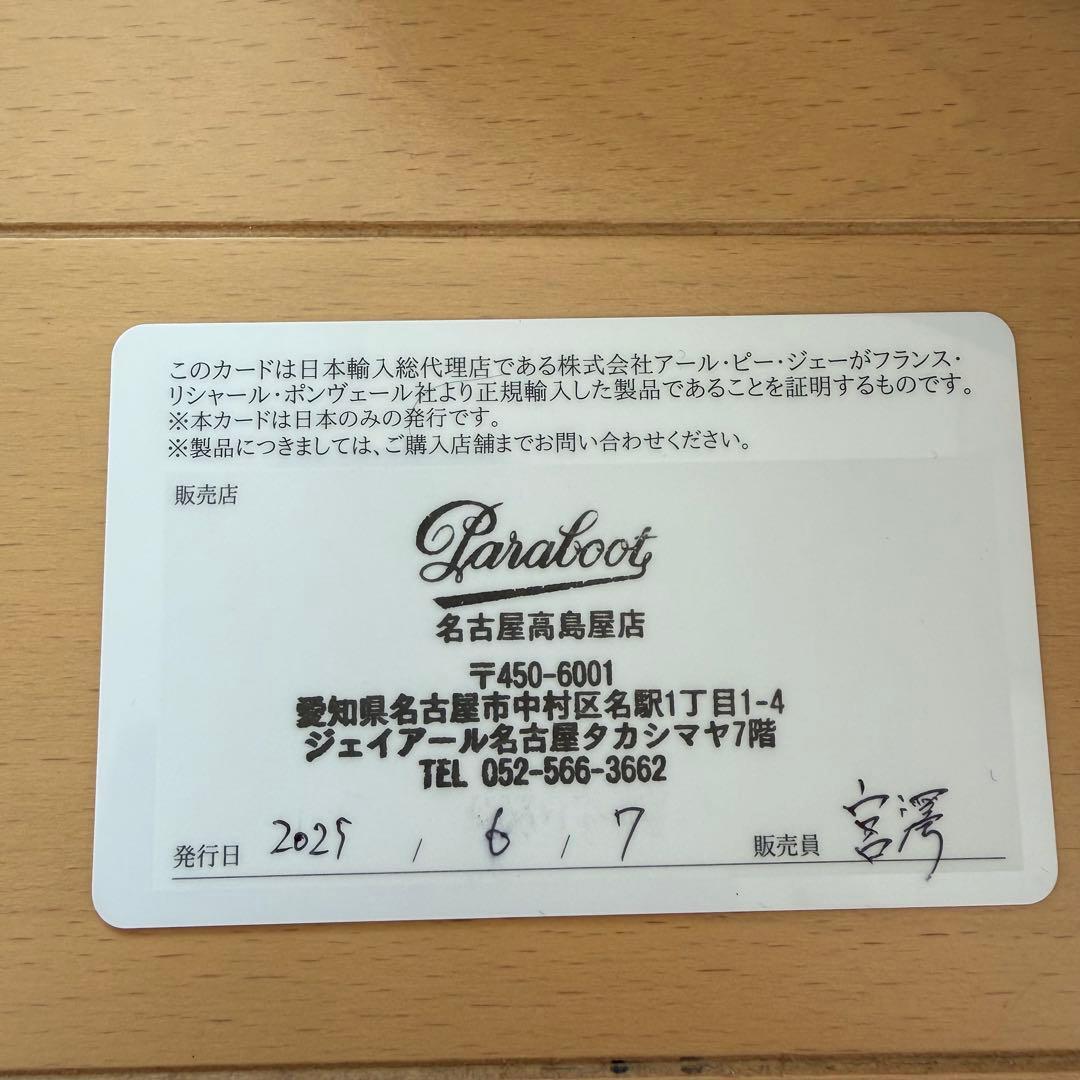 このカードは日本輸入総代理店である株式会社アール・ピー・ジェーがフランス・
リシャール・ポンヴェール社より正規輸入した製品であることを証明するものです。
※本カードは日本のみの発行です。
※製品につきましては、ご購入店舗までお問い合わせください。
販売店
Paraboot
名古屋高島屋店
〒450-6001
愛知県名古屋市中村区名駅1丁目1-4
ジェイアール名古屋タカシマヤ7階
TEL 052-566-3662
発行日 2025 , 6 , 7 販売員 宮澤